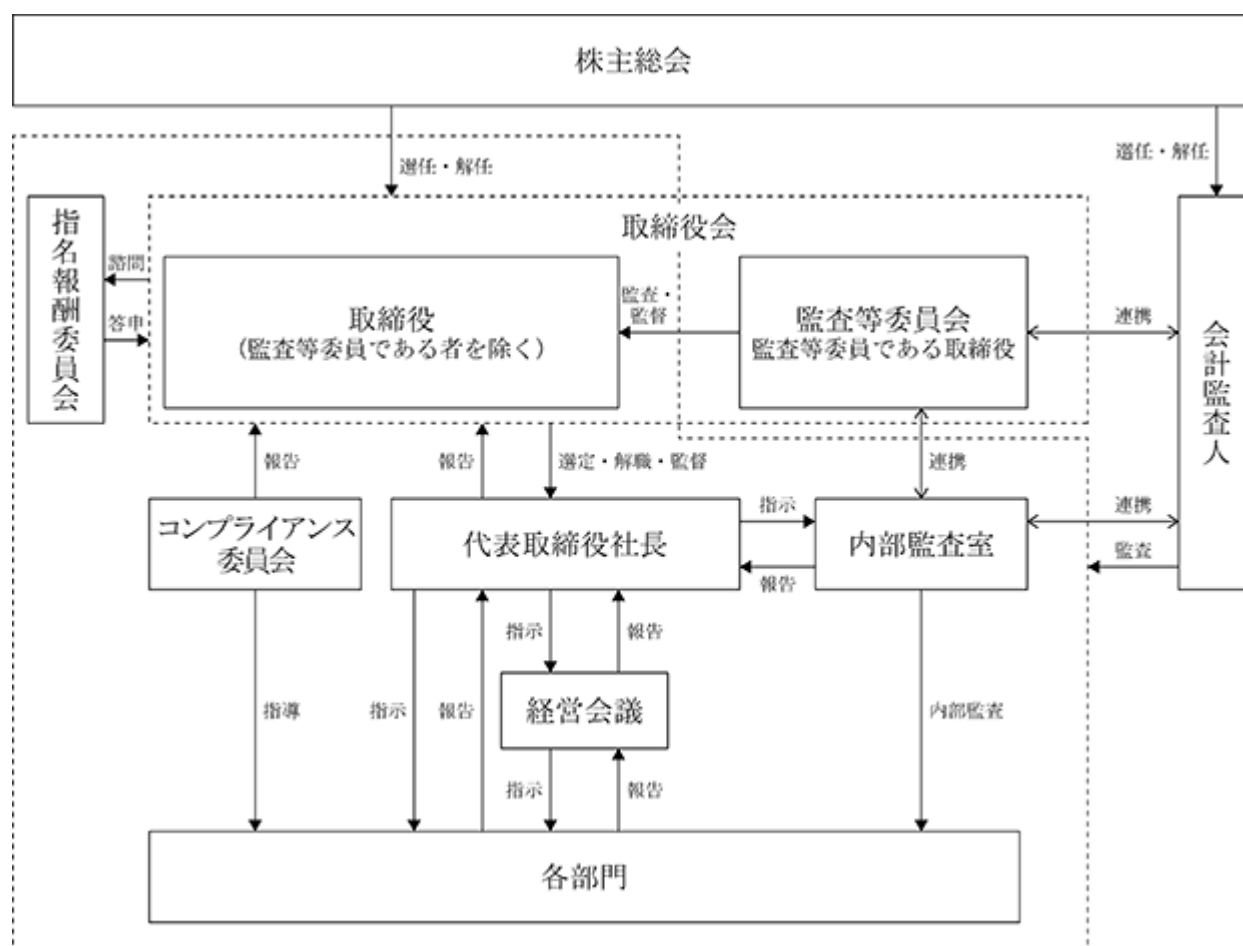 株主総会
選任・解任
選任・解任
取締役会
指名報酬委員会
諮問
答申
取締役
（監査等委員である者を除く）
監査・
監督
監査等委員会
監査等委員である取締役
連携
会計監査人
報告
報告
選定・解職・監督
連携
コンプライアンス
委員会
代表取締役社長
指示
報告
内部監査室
連携
監査
指示
報告
経営会議
指導
指示
報告
内部監査
指示
報告
各部門